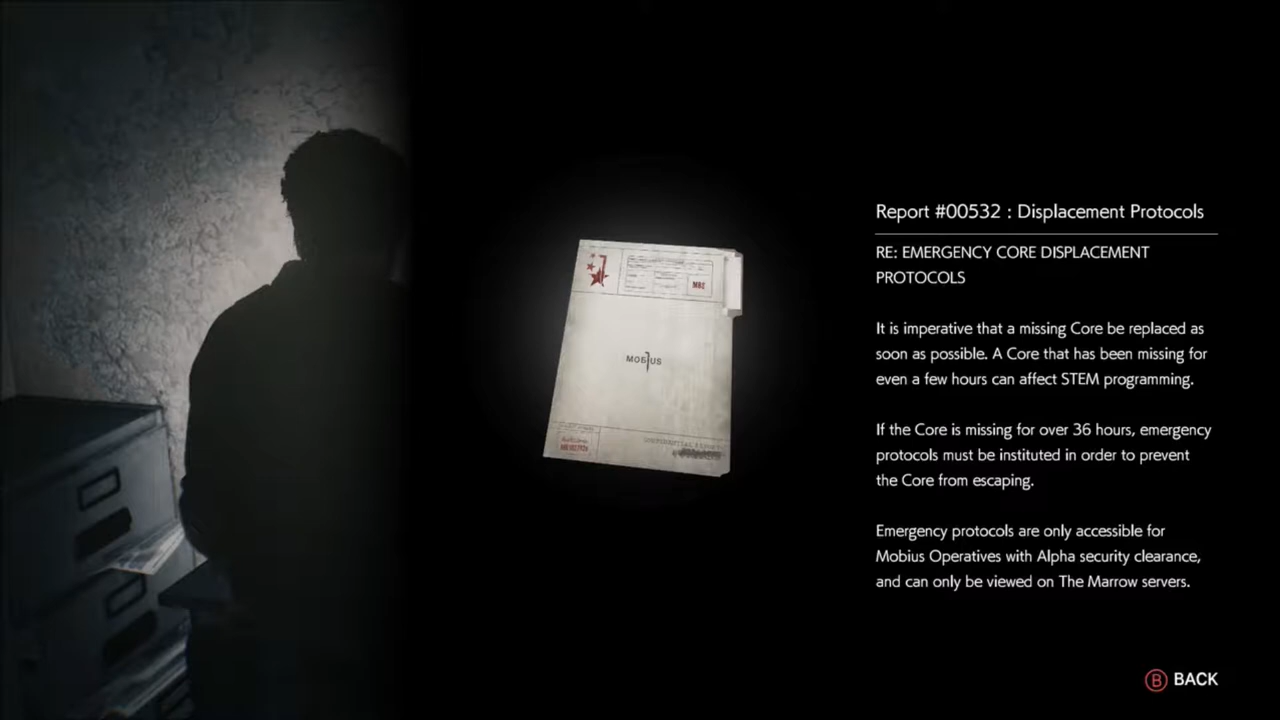 Report #00532 : Displacement Protocols
RE: EMERGENCY CORE DISPLACEMENT
PROTOCOLS
It is imperative that a missing Core be replaced as
soon as possible. A Core that has been missing for
even a few hours can affect STEM programming.
If the Core is missing for over 36 hours, emergency
protocols must be instituted in order to prevent
the Core from escaping.
Emergency protocols are only accessible for
Mobius Operatives with Alpha security clearance,
and can only be viewed on The Marrow servers.
MOBIUS
CONFIDENTIAL REPORT
B BACK